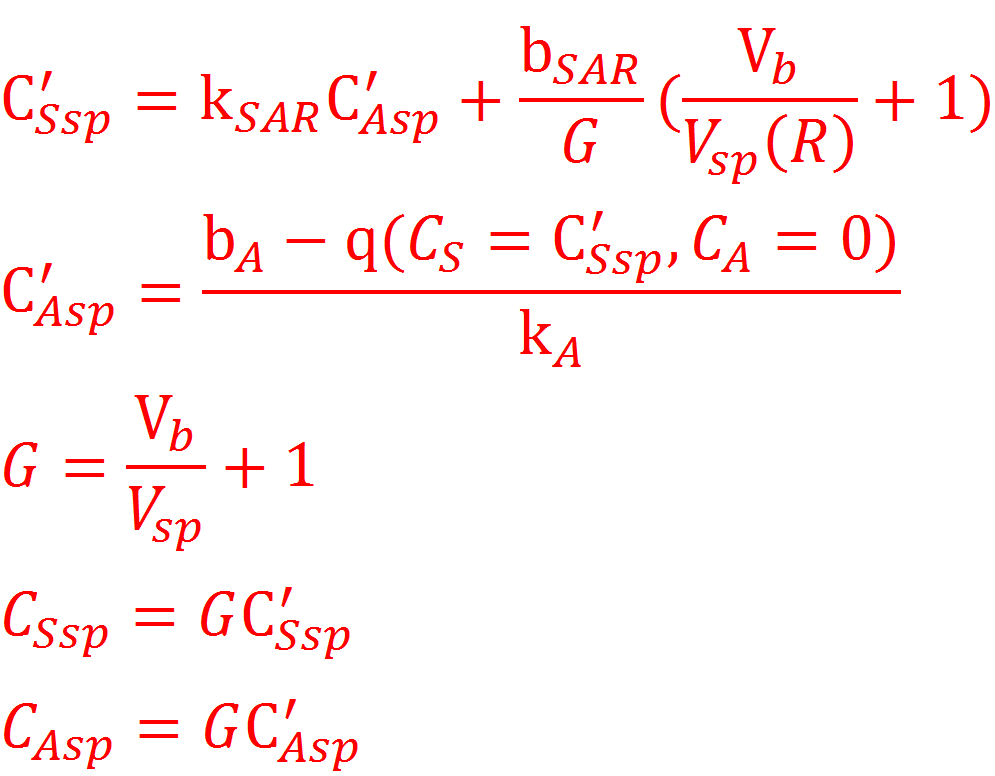 C′_{Ssp} = k_{SAR}C′_{Asp} + \frac{b_{SAR}}{G}(\frac{V_b}{V_{sp}(R)} + 1)
C′_{Asp} = \frac{b_A − q(C_S = C′_{Ssp}, C_A = 0)}{k_A}
G = \frac{V_b}{V_{sp}} + 1
C_{Ssp} = GC′_{Ssp}
C_{Asp} = GC′_{Asp}